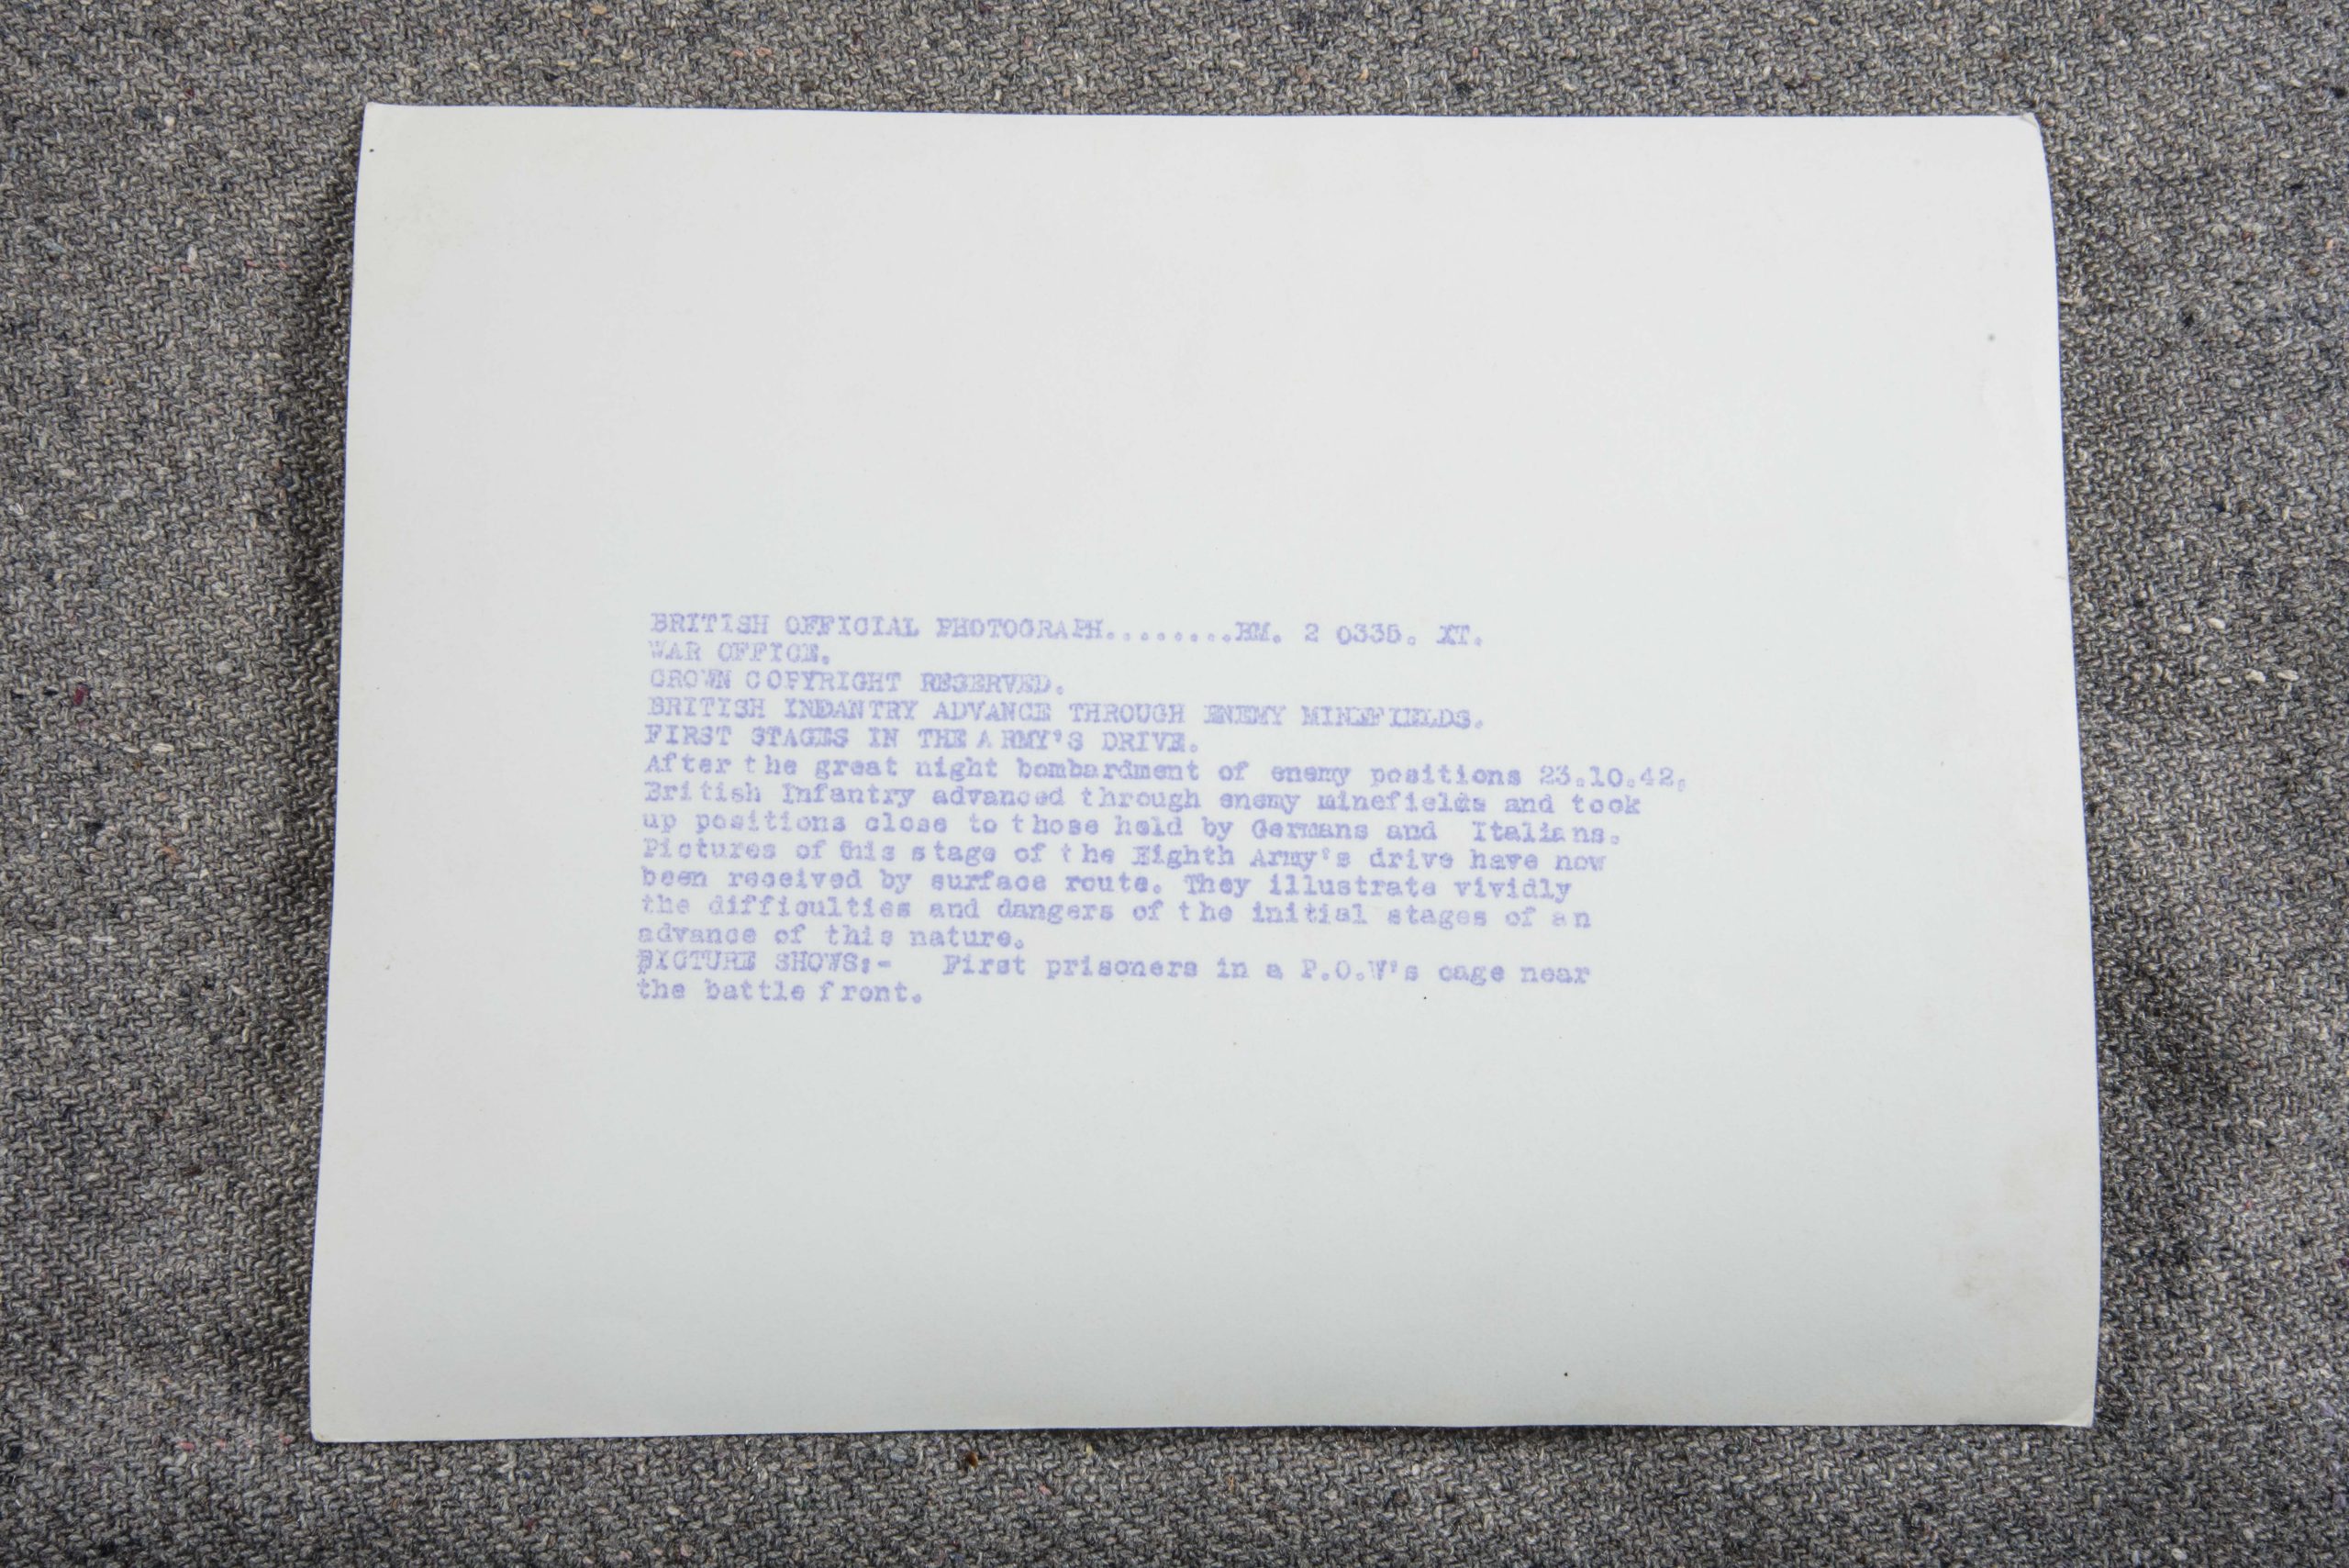 BRITISH OFFICIAL PHOTOGRAPH........BM. 2 0335. XT.
WAR OFFICE.
CROWN COPYRIGHT RESERVED.
BRITISH INDANTRY ADVANCE THROUGH ENEMY MINEFIELDS.
FIRST STAGES IN THE ARMY'S DRIVE.
After the great night bombardment of enemy positions 23.10.42,
British Infantry advanced through enemy minefields and took
up positions close to those held by Germans and Italians.
Pictures of this stage of the Eighth Army's drive have now
been received by surface route. They illustrate vividly
the difficulties and dangers of the initial stages of an
advance of this nature.
PICTURE SHOWS:- First prisoners in a P.O.W's cage near
the battle front.